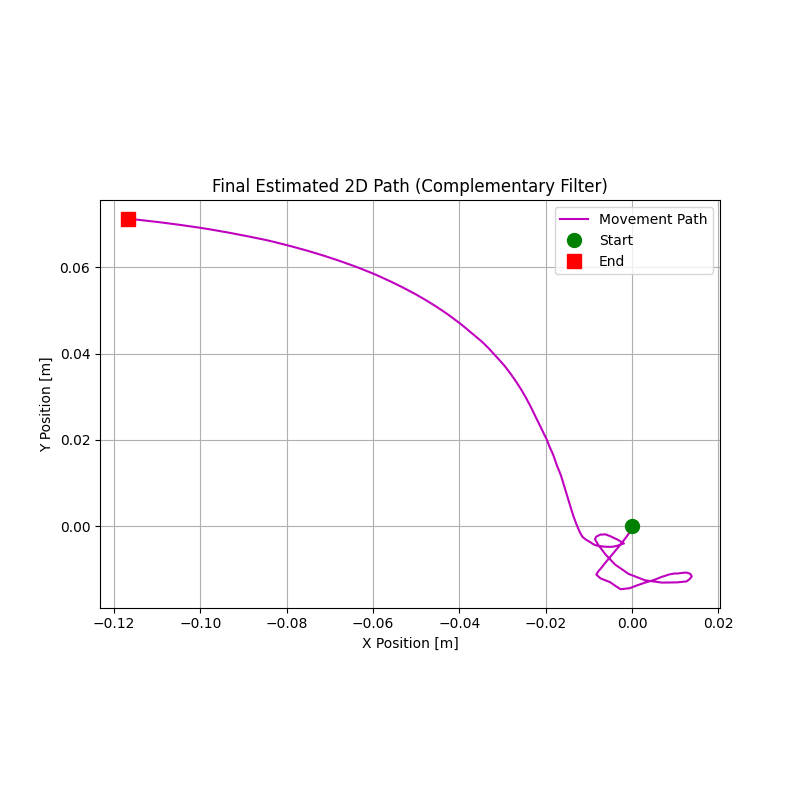 Final Estimated 2D Path (Complementary Filter)
Movement Path
Start
End
0.06
0.04
0.02
0.00
Y Position [m]
−0.12 −0.10 −0.08 −0.06 −0.04 −0.02 0.00 0.02
X Position [m]